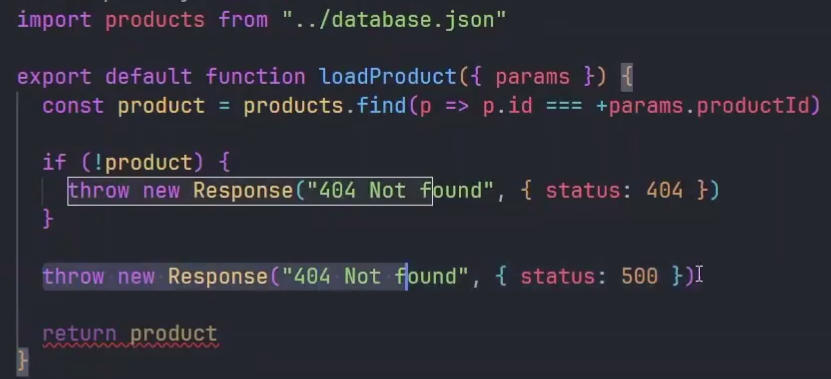 import products from "../database.json"
export default function loadProduct({ params }) {
const product = products.find(p => p.id === +params.productId)
if (!product) {
throw new Response("404 Not found", { status: 404 })
}
throw new Response("404 Not found", { status: 500 })
return product
}